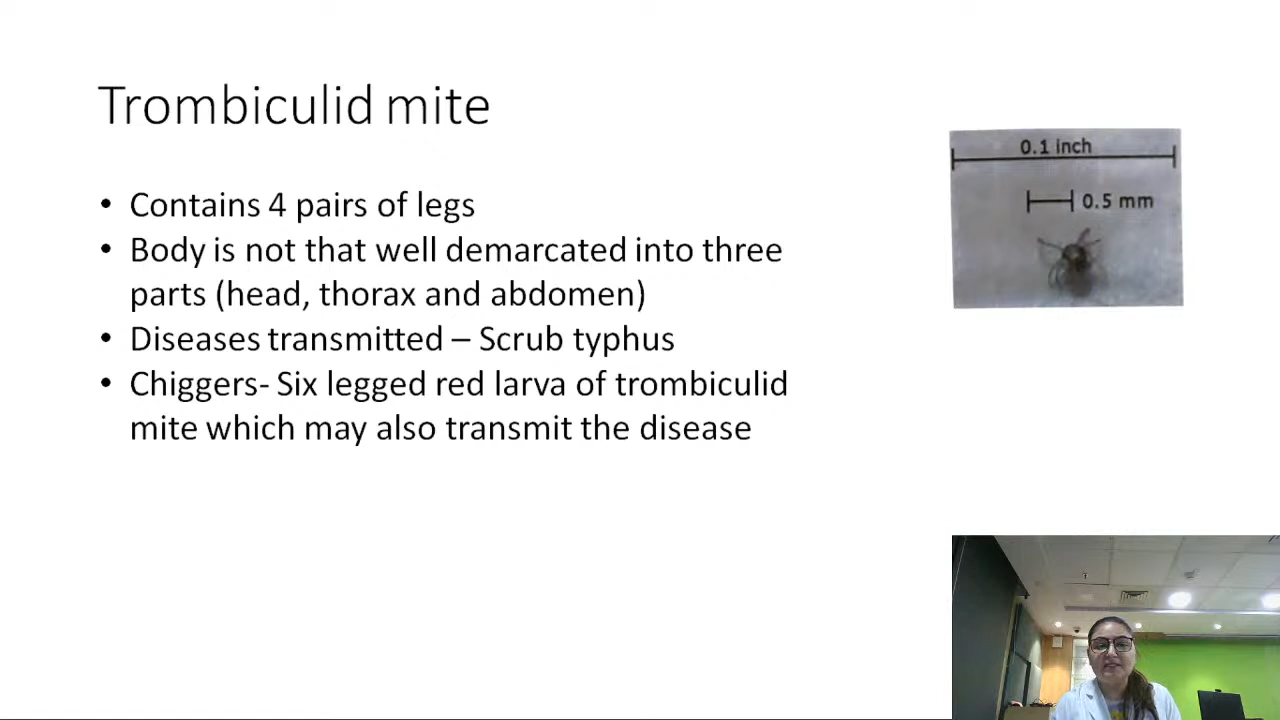 Trombiculid mite
0.1 inch
0.5 mm
• Contains 4 pairs of legs
• Body is not that well demarcated into three
parts (head, thorax and abdomen)
• Diseases transmitted – Scrub typhus
• Chiggers- Six legged red larva of trombiculid
mite which may also transmit the disease